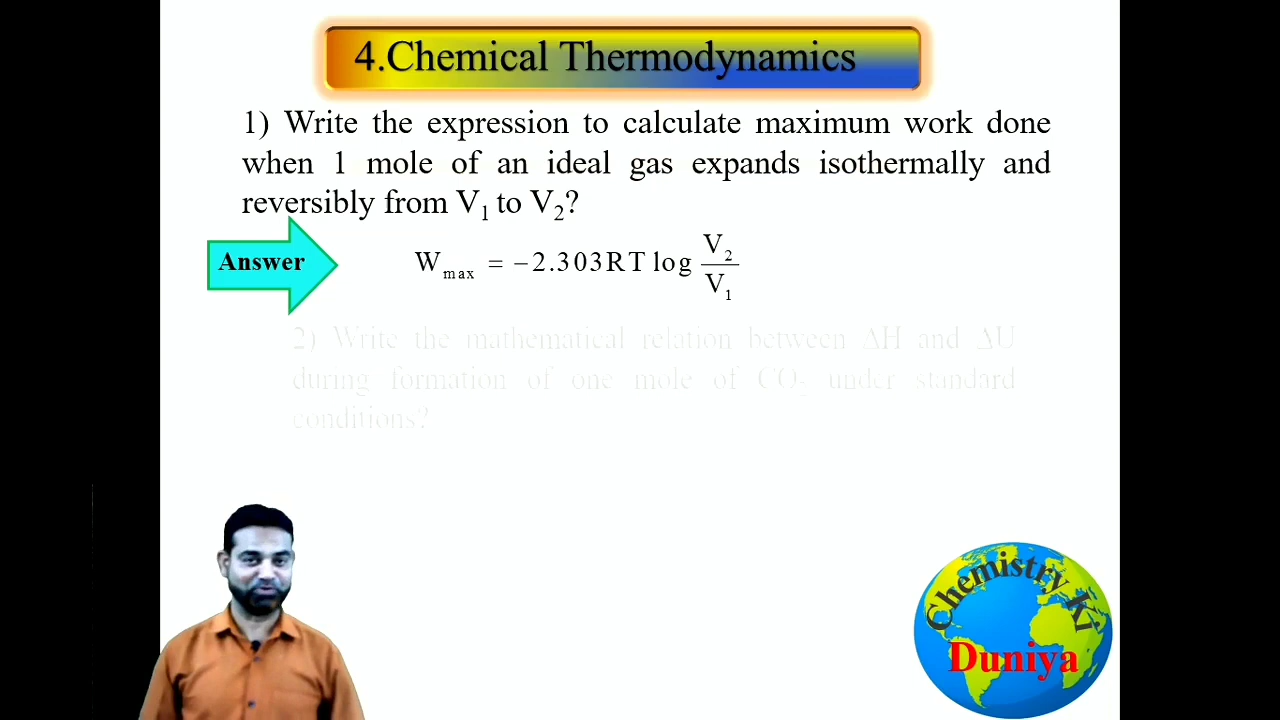 4.Chemical Thermodynamics
1) Write the expression to calculate maximum work done
when 1 mole of an ideal gas expands isothermally and
reversibly from V₁ to V₂?
Answer
W max = −2.303RT log V₂/V₁
2) Write the mathematical relation between ΔH and ΔU
during formation of one mole of CO₂ under standard
conditions?
Chemistry Ki
Duniya